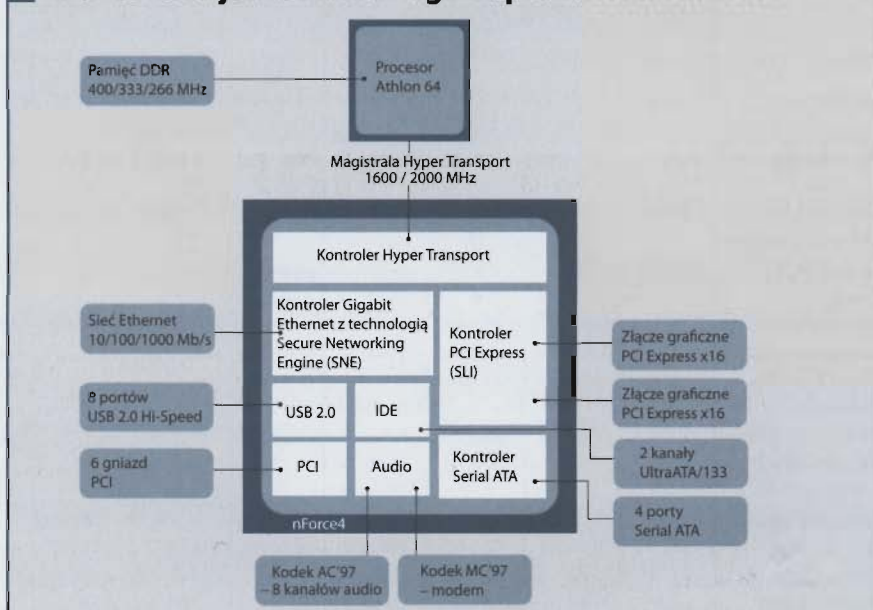 Pamięć DDR
400/333/266 MHz
Procesor
Athlon 64
Magistrala Hyper Transport
1600 / 2000 MHz
Kontroler Hyper Transport
Kontroler Gigabit
Ethernet z technologią
Secure Networking
Engine (SNE)
Kontroler
PCI Express
(SLI)
Sieć Ethernet
10/100/1000 Mb/s
Złącze graficzne
PCI Express x16
8 portów
USB 2.0 Hi-Speed
USB 2.0
IDE
Złącze graficzne
PCI Express x16
6 gniazd
PCI
PCI
Audio
Kontroler
Serial ATA
2 kanały
UltraATA/133
4 porty
Serial ATA
nForce4
Kodek AC'97
– 8 kanałów audio
Kodek MC'97
– modem